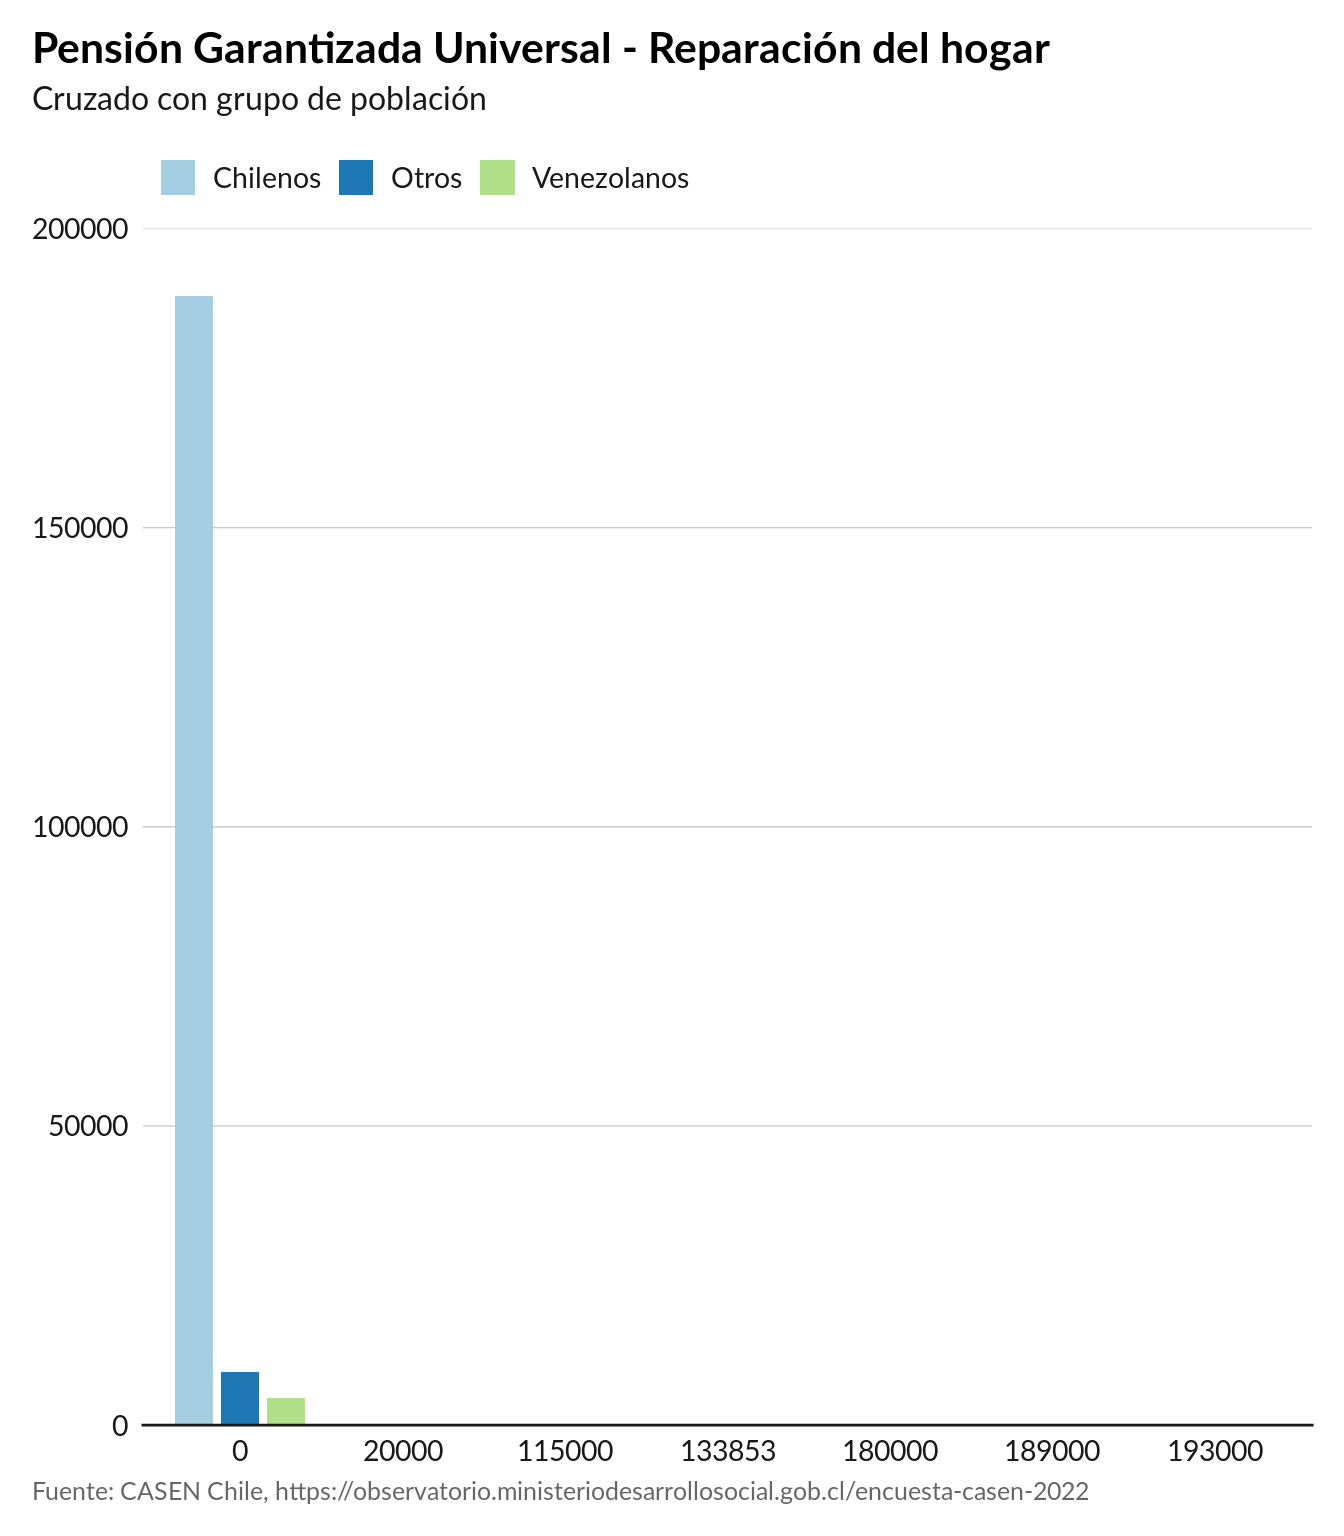 Pensión Garantizada Universal - Reparación del hogar
Cruzado con grupo de población
Chilenos Otros Venezolanos
200000
150000
100000
50000
0
0 20000 115000 133853 180000 189000 193000
Fuente: CASEN Chile, https://observatorio.ministeriodesarrollosocial.gob.cl/encuesta-casen-2022